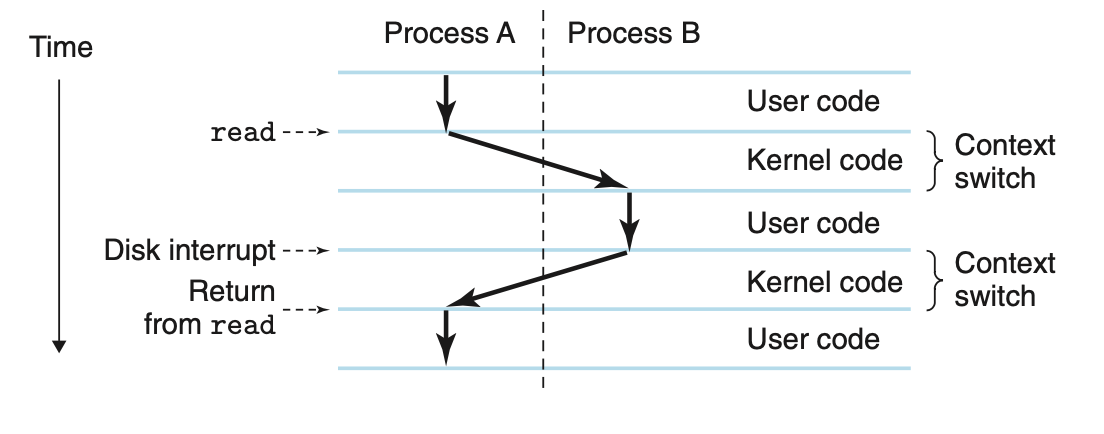 Process A
Process B
Time
User code
read
Kernel code
Context
switch
User code
Disk interrupt
Kernel code
Context
switch
Return
from read
User code